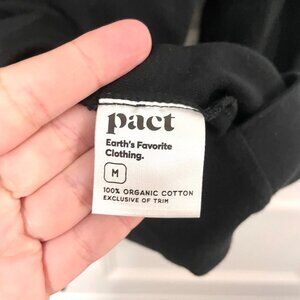 pact
Earth's Favorite
Clothing.
M
100% ORGANIC COTTON
EXCLUSIVE OF TRIM